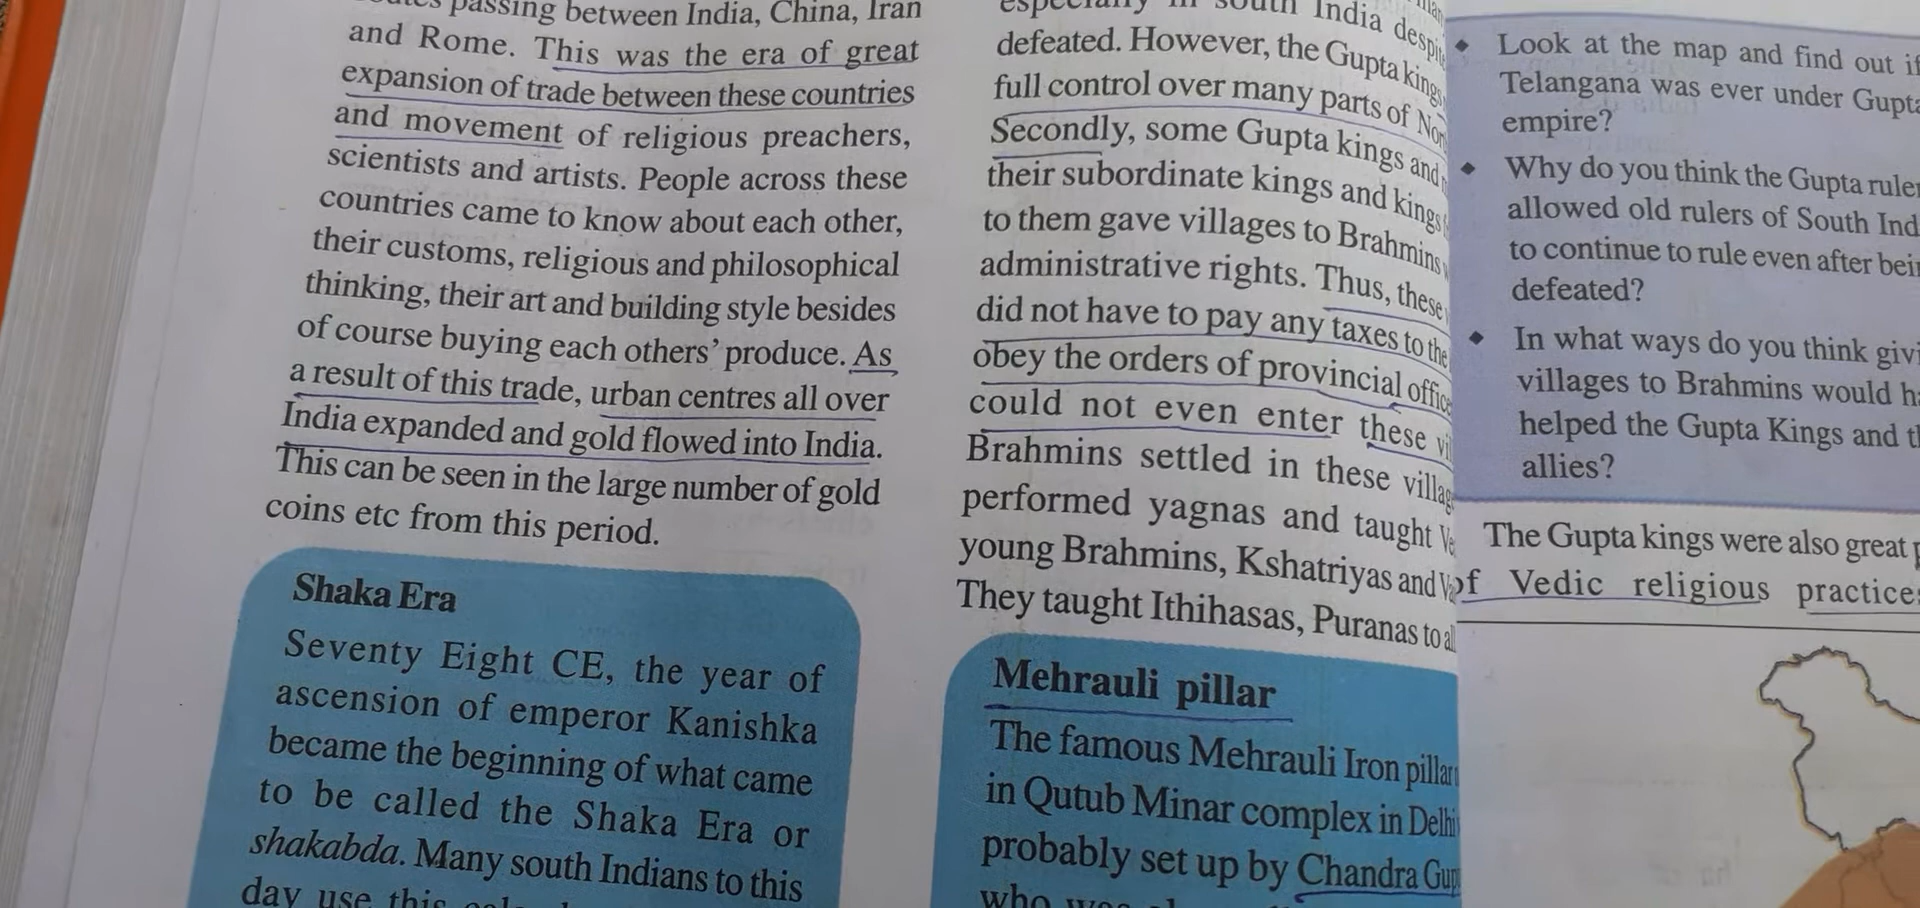 passing between India, China, Iran
and Rome. This was the era of great
expansion of trade between these countries
and movement of religious preachers,
scientists and artists. People across these
countries came to know about each other,
their customs, religious and philosophical
thinking, their art and building style besides
of course buying each others' produce. As
a result of this trade, urban centres all over
India expanded and gold flowed into India.
This can be seen in the large number of gold
coins etc from this period.
Shaka Era
Seventy Eight CE, the year of
ascension of emperor Kanishka
became the beginning of what came
to be called the Shaka Era or
shakabda. Many south Indians to this
day use this
especially in south India
defeated. However, the Gupta kings
full control over many parts of
Secondly, some Gupta kings and
their subordinate kings and kings
to them gave villages to Brahmins
administrative rights. Thus, these
did not have to pay any taxes to the
obey the orders of provincial
could not even enter these
Brahmins settled in these
performed yagnas and taught
young Brahmins, Kshatriyas and
They taught Ithihasas, Puranas to
Mehrauli pillar
The famous Mehrauli Iron pillar
in Qutub Minar complex in Delhi
probably set up by Chandra
who
◆ Look at the map and find out if
Telangana was ever under
empire?
◆ Why do you think the Gupta
allowed old rulers of South
to continue to rule even after
defeated?
◆ In what ways do you think
villages to Brahmins would
helped the Gupta Kings and
allies?
The Gupta kings were also great
of Vedic religious